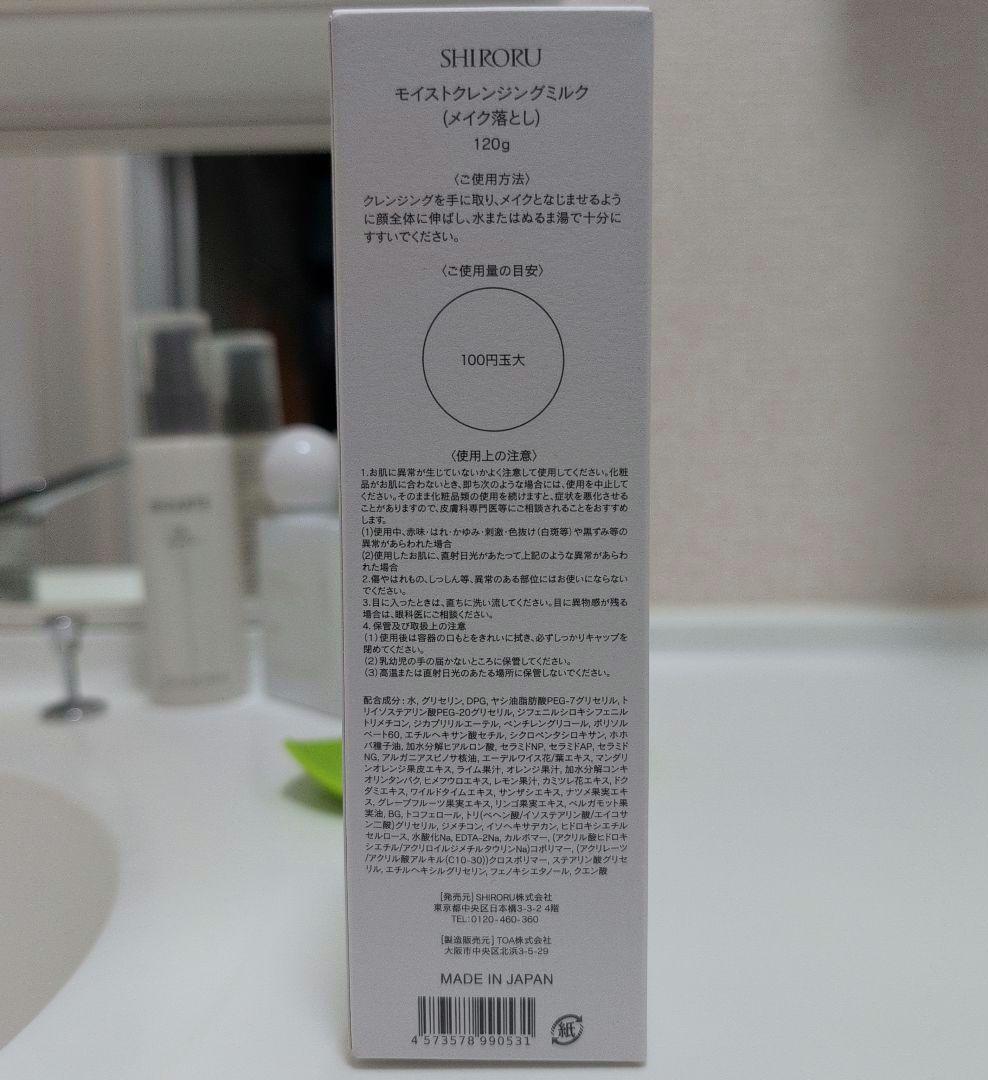 SHIRORU
モイストクレンジングミルク
(メイク落とし)
120g
〈ご使用方法〉
クレンジングを手に取り、メイクとなじませるよう
に顔全体に伸ばし、水またはぬるま湯で十分に
すすいでください。
〈ご使用量の目安〉
100円玉大
〈使用上の注意〉
1.お肌に異常が生じていないかよく注意して使用してください。化粧
品がお肌に合わないとき、即ち次のような場合には、使用を中止して
ください。そのまま化粧品類の使用を続けますと、症状を悪化させる
ことがありますので、皮膚科専門医等にご相談されることをおすすめ
します。
(1)使用中、赤味・はれ・かゆみ・刺激・色抜け(白斑等)や黒ずみ等の
異常があらわれた場合
(2)使用したお肌に、直射日光があたって上記のような異常があらわ
れた場合
2.傷やはれもの、しっしん等、異常のある部位にはお使いにならない
でください。
3.目に入ったときは、直ちに洗い流してください。目に異物感が残る
場合は、眼科医にご相談ください。
4.保管及び取扱上の注意
(1)使用後は容器の口もとをきれいに拭き、必ずしっかりキャップを
閉めてください。
(2)乳幼児の手の届かないところに保管してください。
(3)高温または直射日光のあたる場所に保管しないでください。
配合成分:水, グリセリン, DPG, ヤシ油脂肪酸PEG-7グリセリル, ト
リイソステアリン酸PEG-20グリセリル, ジフェニルシロキシフェニル
トリメチコン, ジカプリリルエーテル, ペンチレングリコール, ポリソル
ベート60, エチルヘキサン酸セチル, シクロペンタシロキサン, ホホ
バ種子油, 加水分解ヒアルロン酸, セラミドNP, セラミドAP, セラミド
NG, アルガニアスピノサ核油, エーデルワイス花/葉エキス, マンダリ
ンオレンジ果皮エキス, ライム果汁, オレンジ果汁, 加水分解コンキ
オリンタンパク, ヒメフウロエキス, レモン果汁, カミツレ花エキス, ドク
ダミエキス, ワイルドタイムエキス, サンザシエキス, ナツメ果実エキ
ス, グレープフルーツ果実エキス, リンゴ果実エキス, ベルガモット果
実油, BG, トコフェロール, トリ(ベヘン酸/イソステアリン酸/エイコサ
ン二酸)グリセリル, ジメチコン, イソヘキサデカン, ヒドロキシエチル
セルロース, 水酸化Na, EDTA-2Na, カルボマー, (アクリル酸ヒドロキ
シエチル/アクリロイルジメチルタウリンNa)コポリマー, (アクリレーツ
/アクリル酸アルキル(C10-30))クロスポリマー, ステアリン酸グリセ
リル, エチルヘキシルグリセリン, フェノキシエタノール, クエン酸
[発売元] SHIRORU株式会社
東京都中央区日本橋3-3-2 4階
TEL:0120-460-360
[製造販売元] TOA株式会社
大阪市中央区北浜3-5-29
MADE IN JAPAN
4 573578 990531
紙